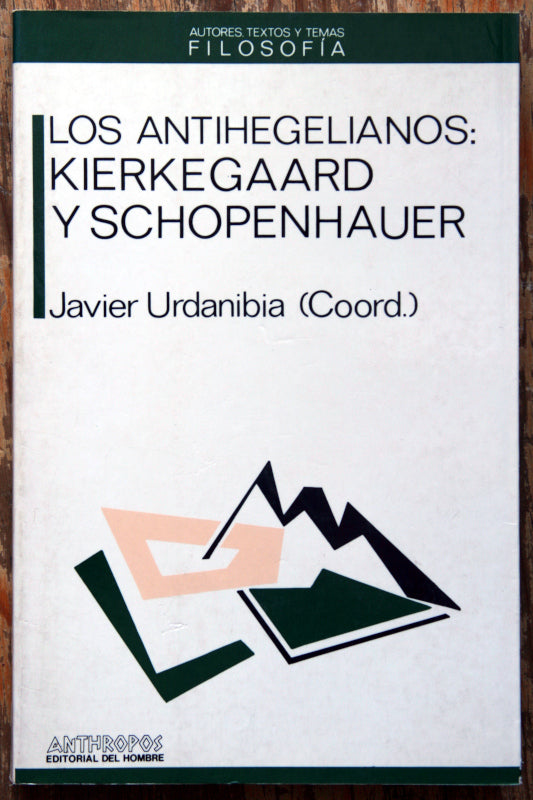 AUTORES, TEXTOS Y TEMAS
FILOSOFÍA
LOS ANTIHEGELIANOS:
KIERKEGAARD
Y SCHOPENHAUER
Javier Urdanibia (Coord.)
ANTHROPOS
EDITORIAL DEL HOMBRE